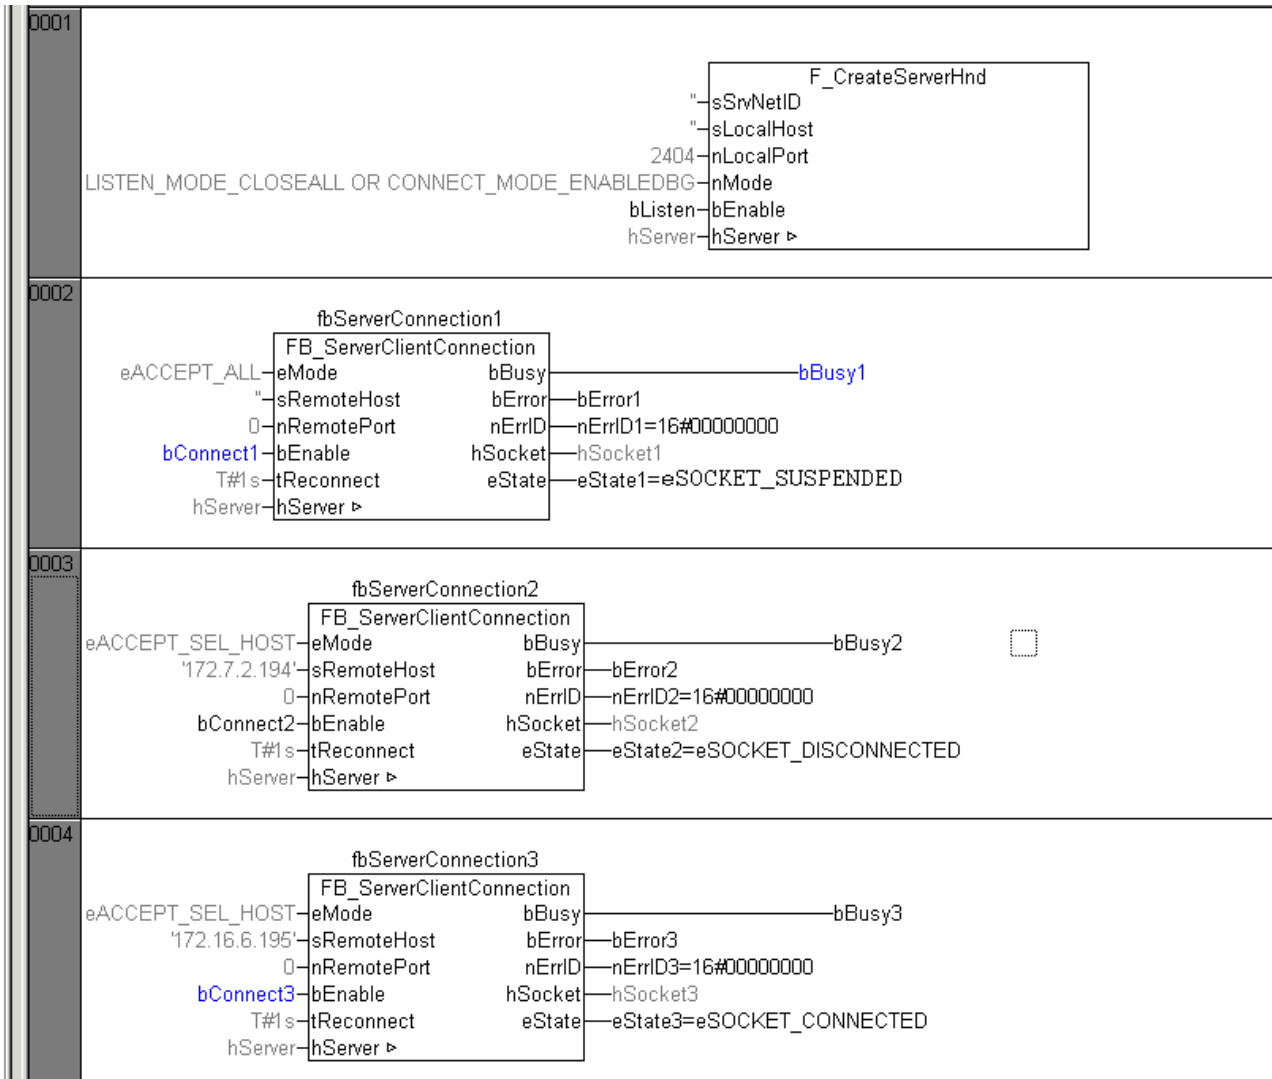 0001
F_CreateServerHnd
''sSrvNetID
''sLocalHost
2404 nLocalPort
LISTEN_MODE_CLOSEALL OR CONNECT_MODE_ENABLEDBG nMode
bListen bEnable
hServer hServer ▷
0002
fbServerConnection1
FB_ServerClientConnection
eACCEPT_ALL eMode bBusy bBusy1
'' sRemoteHost bError bError1
0 nRemotePort nErrID nErrID1=16#00000000
bConnect1 bEnable hSocket hSocket1
T#1s tReconnect eState eState1=eSOCKET_SUSPENDED
hServer hServer ▷
0003
fbServerConnection2
FB_ServerClientConnection
eACCEPT_SEL_HOST eMode bBusy bBusy2
'172.7.2.194' sRemoteHost bError bError2
0 nRemotePort nErrID nErrID2=16#00000000
bConnect2 bEnable hSocket hSocket2
T#1s tReconnect eState eState2=eSOCKET_DISCONNECTED
hServer hServer ▷
0004
fbServerConnection3
FB_ServerClientConnection
eACCEPT_SEL_HOST eMode bBusy bBusy3
'172.16.6.195' sRemoteHost bError bError3
0 nRemotePort nErrID nErrID3=16#00000000
bConnect3 bEnable hSocket hSocket3
T#1s tReconnect eState eState3=eSOCKET_CONNECTED
hServer hServer ▷